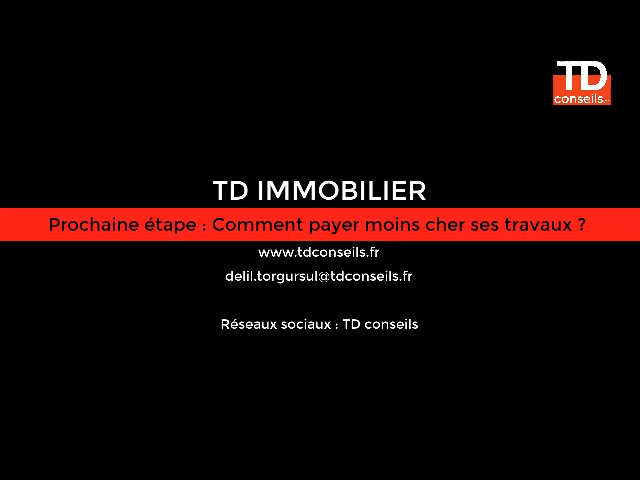 TD
conseils.fr
TD IMMOBILIER
Prochaine étape : Comment payer moins cher ses travaux ?
www.tdconseils.fr
delil.torgursul@tdconseils.fr
Réseaux sociaux : TD conseils